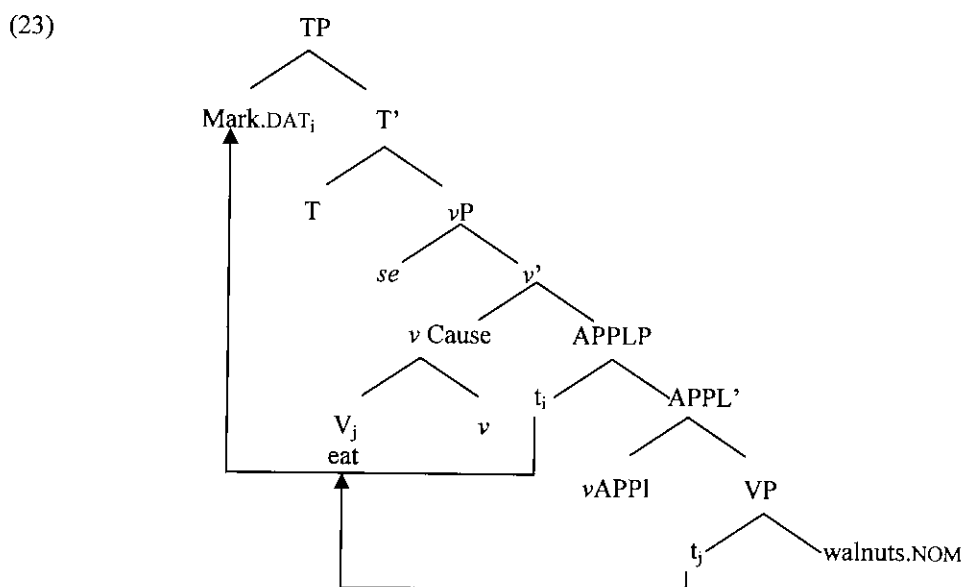 (23)
TP
Mark.DATi T’
T vP
se v’
v Cause APPLP
Vj v ti APPL’
eat
vAPPl VP
tj walnuts.NOM